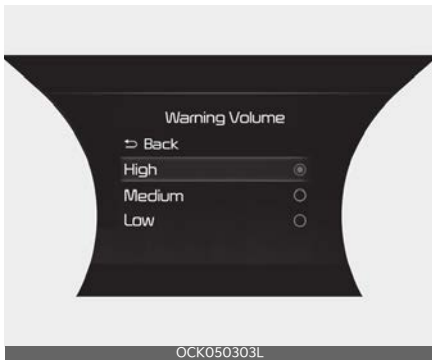 Warning Volume
Back
High
Medium
Low
OCK050303L